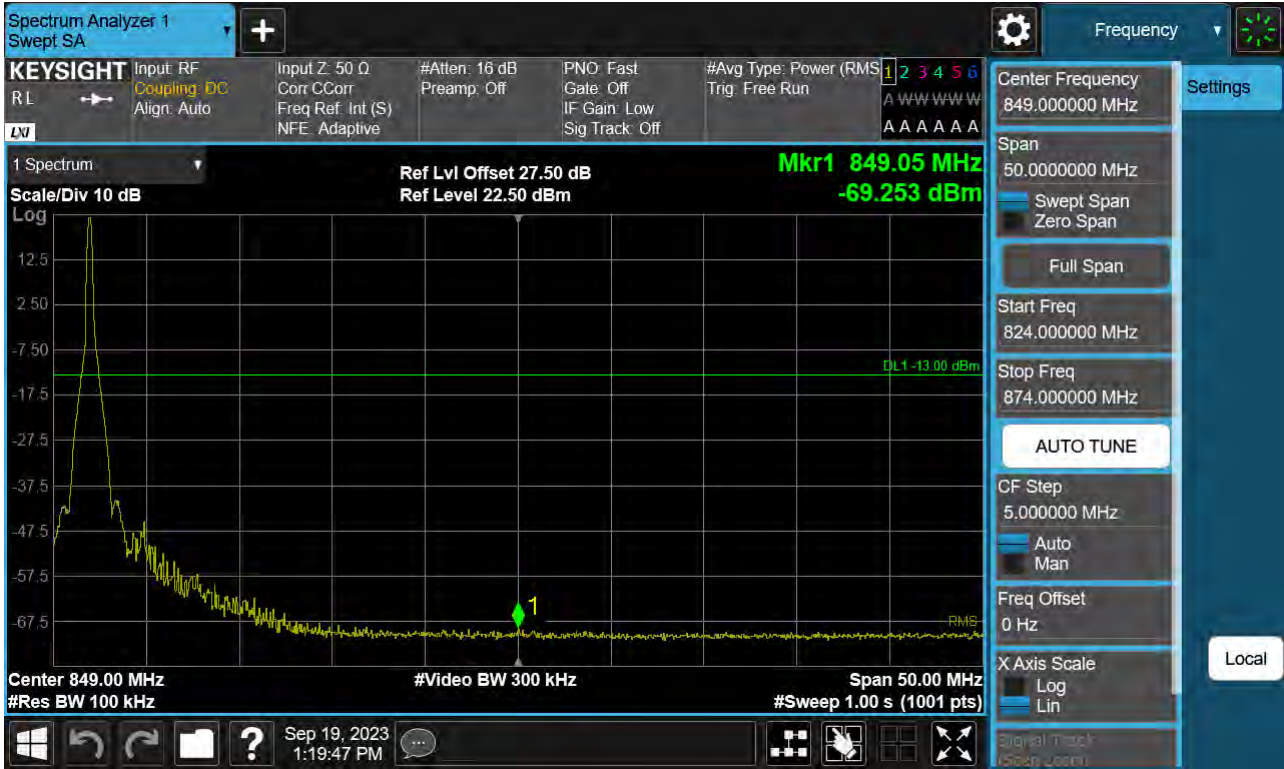 Spectrum Analyzer 1
Swept SA
Frequency
KEYSIGHT
RL
LXI
Input: RF
Coupling: DC
Align: Auto
Input Z: 50 Ω
Corr CCorr
Freq Ref: Int (S)
NFE: Adaptive
#Atten: 16 dB
Preamp: Off
PNO: Fast
Gate: Off
IF Gain: Low
Sig Track: Off
#Avg Type: Power (RMS
Trig: Free Run
1 2 3 4 5 6
A W W W W W
A A A A A A
1 Spectrum
Scale/Div 10 dB
Log
Ref Lvl Offset 27.50 dB
Ref Level 22.50 dBm
Mkr1 849.05 MHz
-69.253 dBm
12.5
2.50
-7.50
-17.5
-27.5
-37.5
-47.5
-57.5
-67.5
DL1 -13.00 dBm
1
RMS
Center 849.00 MHz
#Res BW 100 kHz
#Video BW 300 kHz
Span 50.00 MHz
#Sweep 1.00 s (1001 pts)
Center Frequency
849.000000 MHz
Settings
Span
50.0000000 MHz
Swept Span
Zero Span
Full Span
Start Freq
824.000000 MHz
Stop Freq
874.000000 MHz
AUTO TUNE
CF Step
5.000000 MHz
Auto
Man
Freq Offset
0 Hz
X Axis Scale
Log
Lin
Signal Track
(Span Zoom)
Local
?
Sep 19, 2023
1:19:47 PM